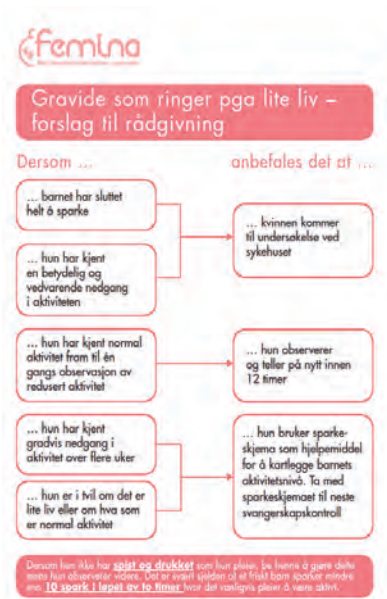 femina
Gravide som ringer pga lite liv –
forslag til rådgivning
Dersom ...
anbefales det at ...
... barnet har sluttet
helt å sparke
... hun har kjent
en betydelig og
vedvarende nedgang
i aktiviteten
... kvinnen kommer
til undersøkelse ved
sykehuset
... hun har kjent normal
aktivitet fram til én
gangs observasjon av
redusert aktivitet
... hun observerer
og teller på nytt innen
12 timer
... hun har kjent
gradvis nedgang i
aktivitet over flere uker
... hun er i tvil om det er
lite liv eller om hva som
er normal aktivitet
... hun bruker sparke-
skjema som hjelpemiddel
for å kartlegge barnets
aktivitetsnivå. Ta med
sparkeskjemaet til neste
svangerskapskontroll
Dersom hun ikke har spist og drukket som hun pleier, be henne å gjøre dette
mens hun observerer videre. Det er svært sjelden at et friskt barn sparker mindre
enn 10 spark i løpet av to timer hvor det vanligvis pleier å være aktivt.